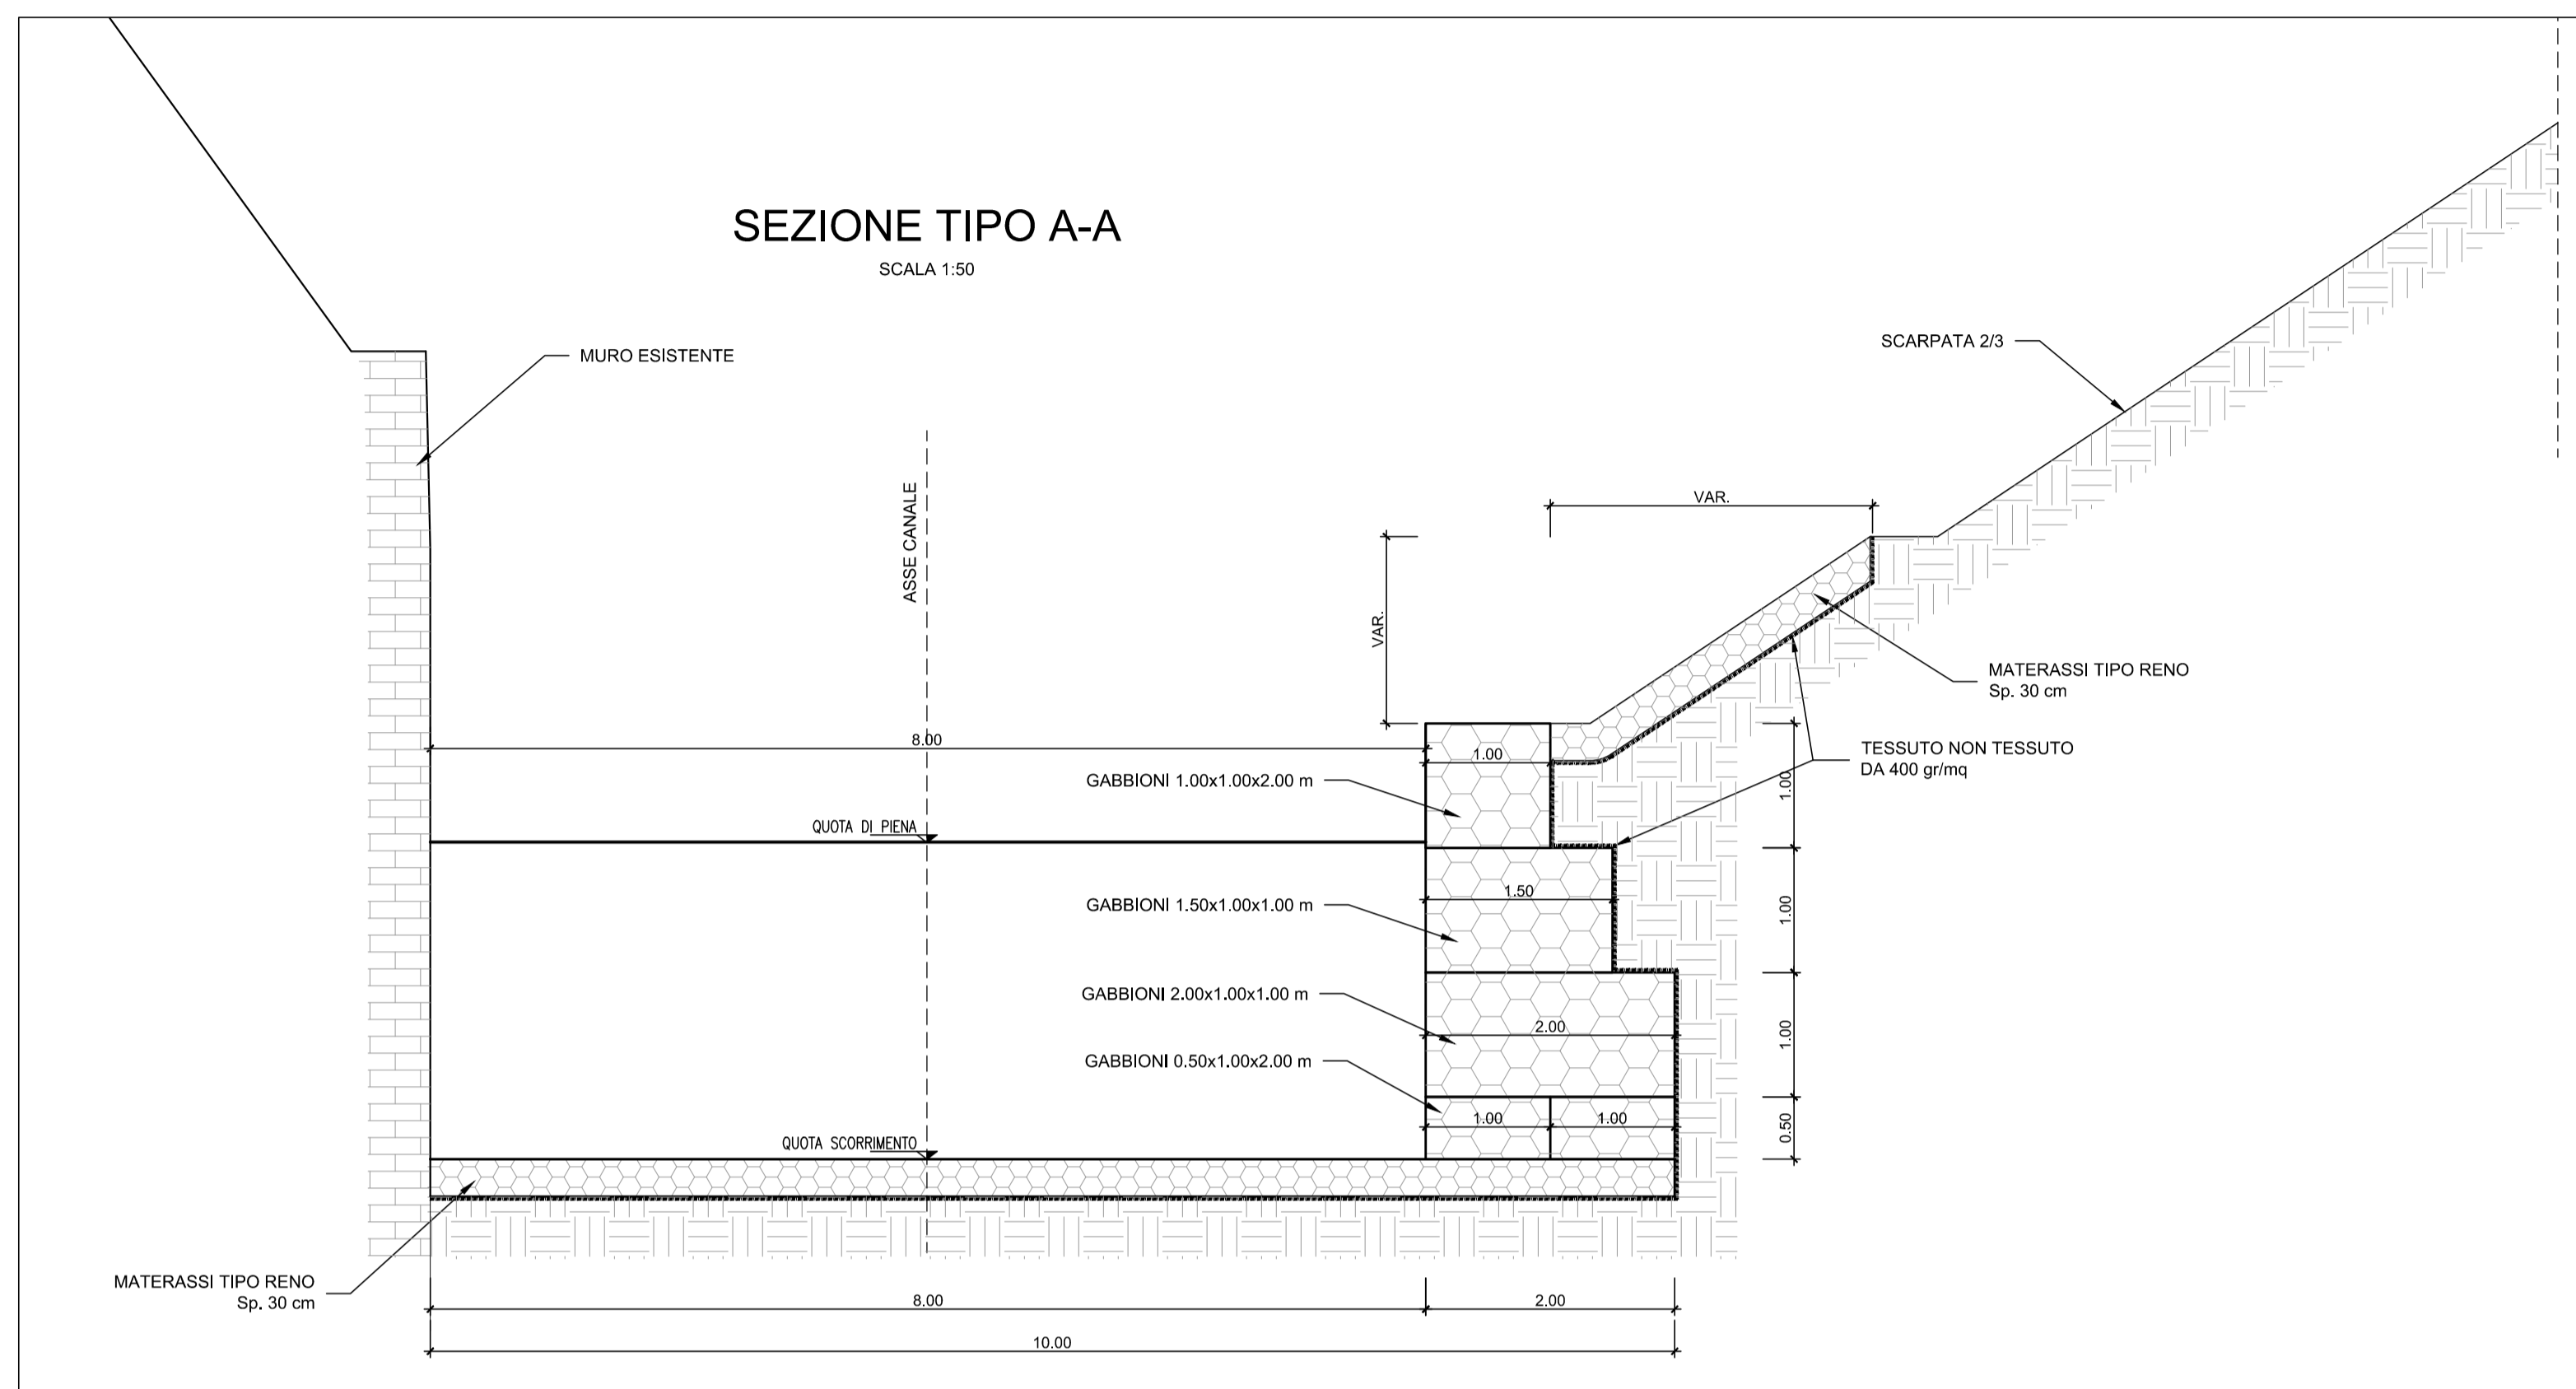 SEZIONE TIPO A-A
SCALA 1:50
MURO ESISTENTE
SCARPATA 2/3
ASSE CANALE
VAR.
VAR.
MATERASSI TIPO RENO
Sp. 30 cm
8.00
1.00
TESSUTO NON TESSUTO
DA 400 gr/mq
GABBIONI 1.00x1.00x2.00 m
1.00
QUOTA DI PIENA
1.50
GABBIONI 1.50x1.00x1.00 m
1.00
GABBIONI 2.00x1.00x1.00 m
2.00
1.00
GABBIONI 0.50x1.00x2.00 m
1.00
1.00
0.50
QUOTA SCORRIMENTO
MATERASSI TIPO RENO
Sp. 30 cm
8.00
2.00
10.00